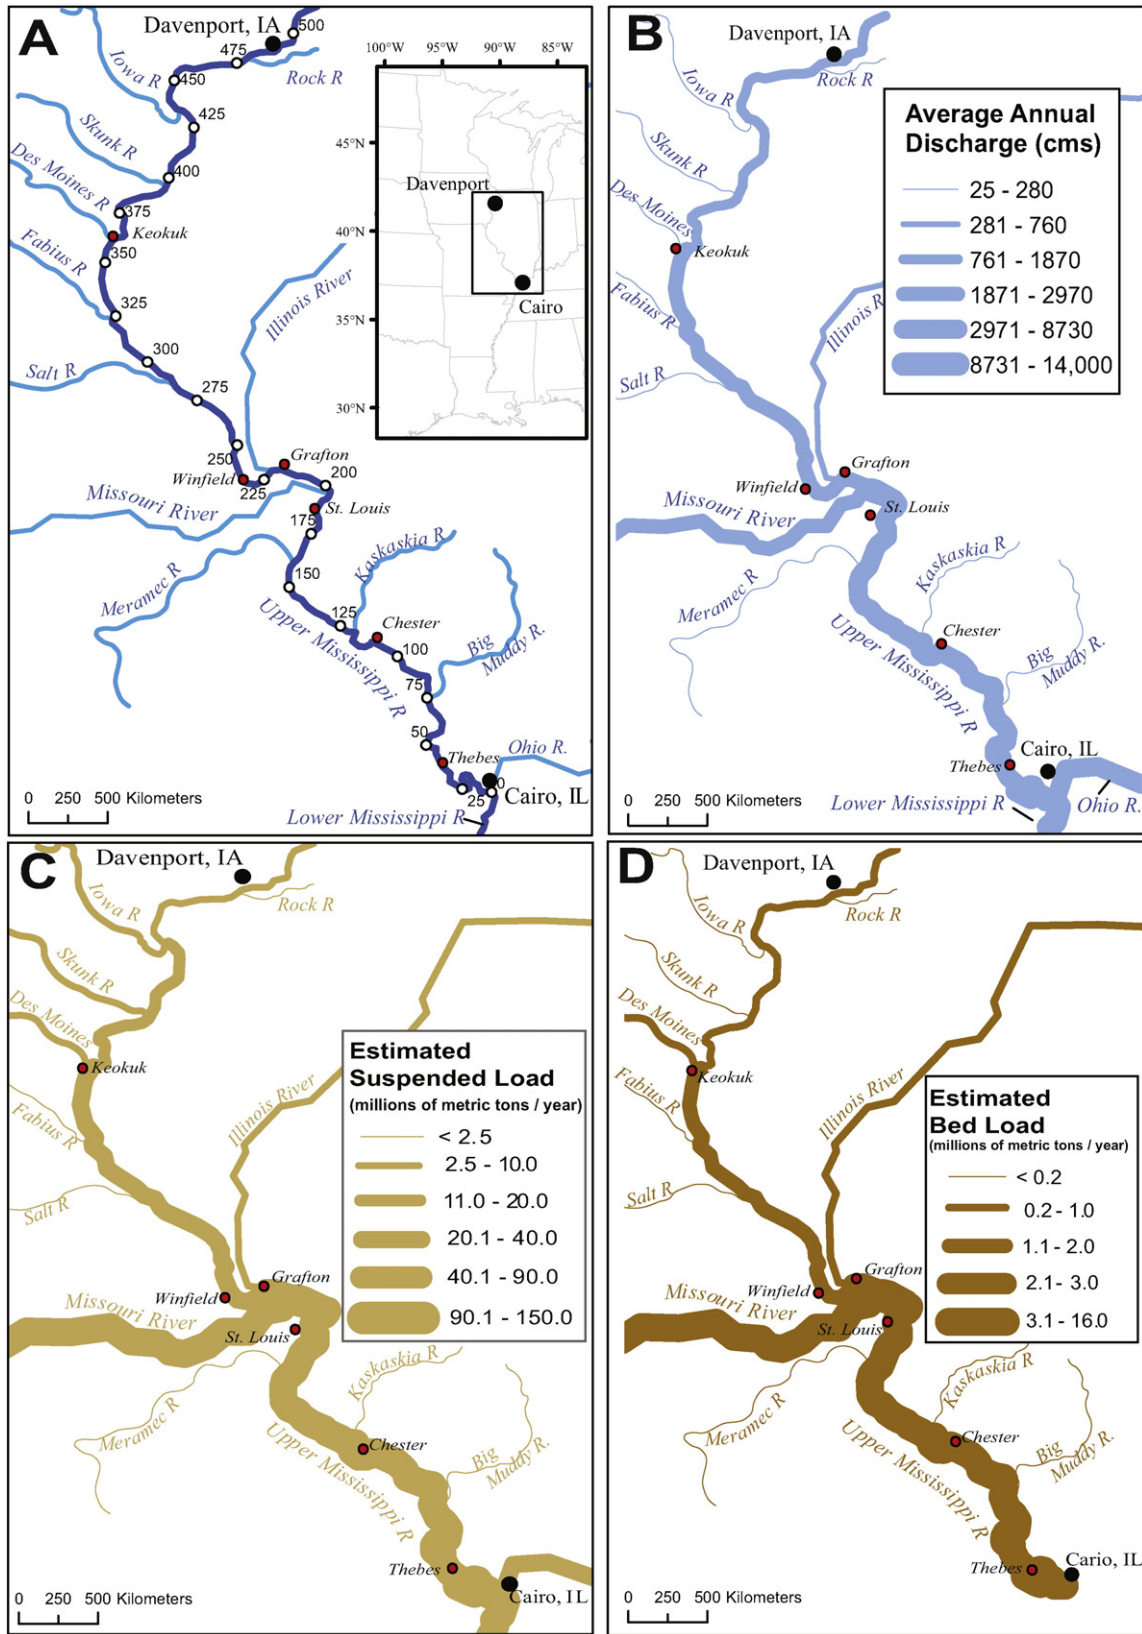 A
Davenport, IA
500
475
Rock R
Iowa R
450
425
Skunk R
400
Des Moines R
375
Keokuk
350
Fabius R
325
300
Salt R
275
Illinois River
250
Grafton
Winfield
225
200
Missouri River
St. Louis
175
Kaskaskia R
Meramec R
150
125
Chester
Upper Mississippi R
100
Big
Muddy R.
75
50
Thebes
Ohio R.
0
25
Cairo, IL
Lower Mississippi R
0 250 500 Kilometers
100°W 95°W 90°W 85°W
45°N
40°N
35°N
30°N
Davenport
Cairo
B
Davenport, IA
Rock R
Iowa R
Skunk R
Des Moines
Keokuk
Fabius R
Illinois R
Salt R
Grafton
Winfield
Missouri River
St. Louis
Kaskaskia R
Meramec R
Chester
Upper Mississippi R
Big
Muddy R.
Cairo, IL
Thebes
Lower Mississippi R
Ohio R.
0 250 500 Kilometers
Average Annual
Discharge (cms)
25 - 280
281 - 760
761 - 1870
1871 - 2970
2971 - 8730
8731 - 14,000
C
Davenport, IA
Iowa R
Rock R
Skunk R
Des Moines
Keokuk
Fabius R
Illinois River
Salt R
Grafton
Winfield
Missouri River
St. Louis
Kaskaskia R
Meramec R
Chester
Upper Mississippi R
Big
Muddy R.
Thebes
Cairo, IL
0 250 500 Kilometers
Estimated
Suspended Load
(millions of metric tons / year)
< 2.5
2.5 - 10.0
11.0 - 20.0
20.1 - 40.0
40.1 - 90.0
90.1 - 150.0
D
Davenport, IA
Iowa R
Rock R
Skunk R
Des Moines
Keokuk
Fabius R
Illinois River
Salt R
Grafton
Winfield
Missouri River
St. Louis
Kaskaskia R
Meramec R
Chester
Upper Mississippi R
Big
Muddy R.
Thebes
Cario, IL
0 250 500 Kilometers
Estimated
Bed Load
(millions of metric tons / year)
< 0.2
0.2 - 1.0
1.1 - 2.0
2.1 - 3.0
3.1 - 16.0